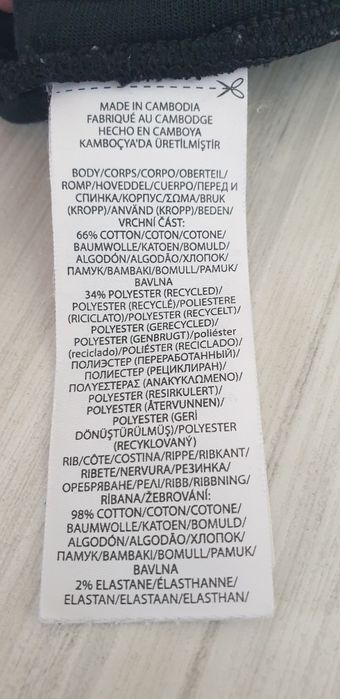 MADE IN CAMBODIA
FABRIQUÉ AU CAMBODGE
HECHO EN CAMBOYA
KAMBOÇYA'DA ÜRETİLMİŞTİR
BODY/CORPS/CORPO/OBERTEIL/
ROMP/HOVEDDEL/CUERPO/ПЕРЕД И
СПИНКА/КОРПУС/ΣΩΜΑ/BRUK
(KROPP)/ANVÄND (KROPP)/BEDEN/
VRCHNÍ ČÁST:
66% COTTON/COTON/COTONE/
BAUMWOLLE/KATOEN/BOMULD/
ALGODÓN/ALGODÃO/ХЛОПОК/
ПАМУК/ΒΑΜΒΑΚΙ/BOMULL/PAMUK/
BAVLNA
34% POLYESTER (RECYCLED)/
POLYESTER (RECYCLÉ)/POLIESTERE
(RICICLATO)/POLYESTER (RECYCELT)/
POLYESTER (GERECYCLED)/
POLYESTER (GENBRUGT)/poliéster
(reciclado)/POLIÉSTER (RECICLADO)/
ПОЛИЭСТЕР (ПЕРЕРАБОТАННЫЙ)/
ПОЛИЕСТЕР (РЕЦИКЛИРАН)/
ΠΟΛΥΕΣΤΕΡΑΣ (ΑΝΑΚΥΚΛΩΜΕΝΟ)/
POLYESTER (RESIRKULERT)/
POLYESTER (ÅTERVUNNEN)/
POLYESTER (GERİ
DÖNÜŞTÜRÜLMÜŞ)/POLYESTER
(RECYKLOVANÝ)
RIB/CÔTE/COSTINA/RIPPE/RIBKANT/
RIBETE/NERVURA/РЕЗИНКА/
ОРЕБРЯВАНЕ/ΡΕΛΙ/RIBB/RIBBNING/
RİBANA/ŽEBROVÁNÍ:
98% COTTON/COTON/COTONE/
BAUMWOLLE/KATOEN/BOMULD/
ALGODÓN/ALGODÃO/ХЛОПОК/
ПАМУК/ΒΑΜΒΑΚΙ/BOMULL/PAMUK/
BAVLNA
2% ELASTANE/ÉLASTHANNE/
ELASTAN/ELASTAAN/ELASTHAN/